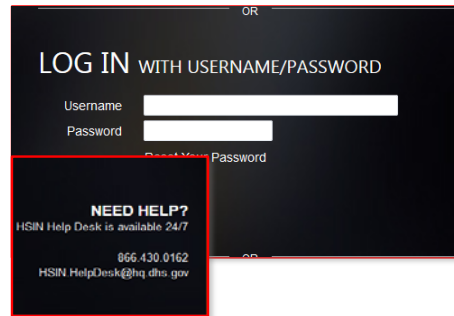 OR
LOG IN WITH USERNAME/PASSWORD
Username
Password
Reset Your Password
NEED HELP?
HSIN Help Desk is available 24/7
866.430.0162
HSIN.HelpDesk@hq.dhs.gov
OR